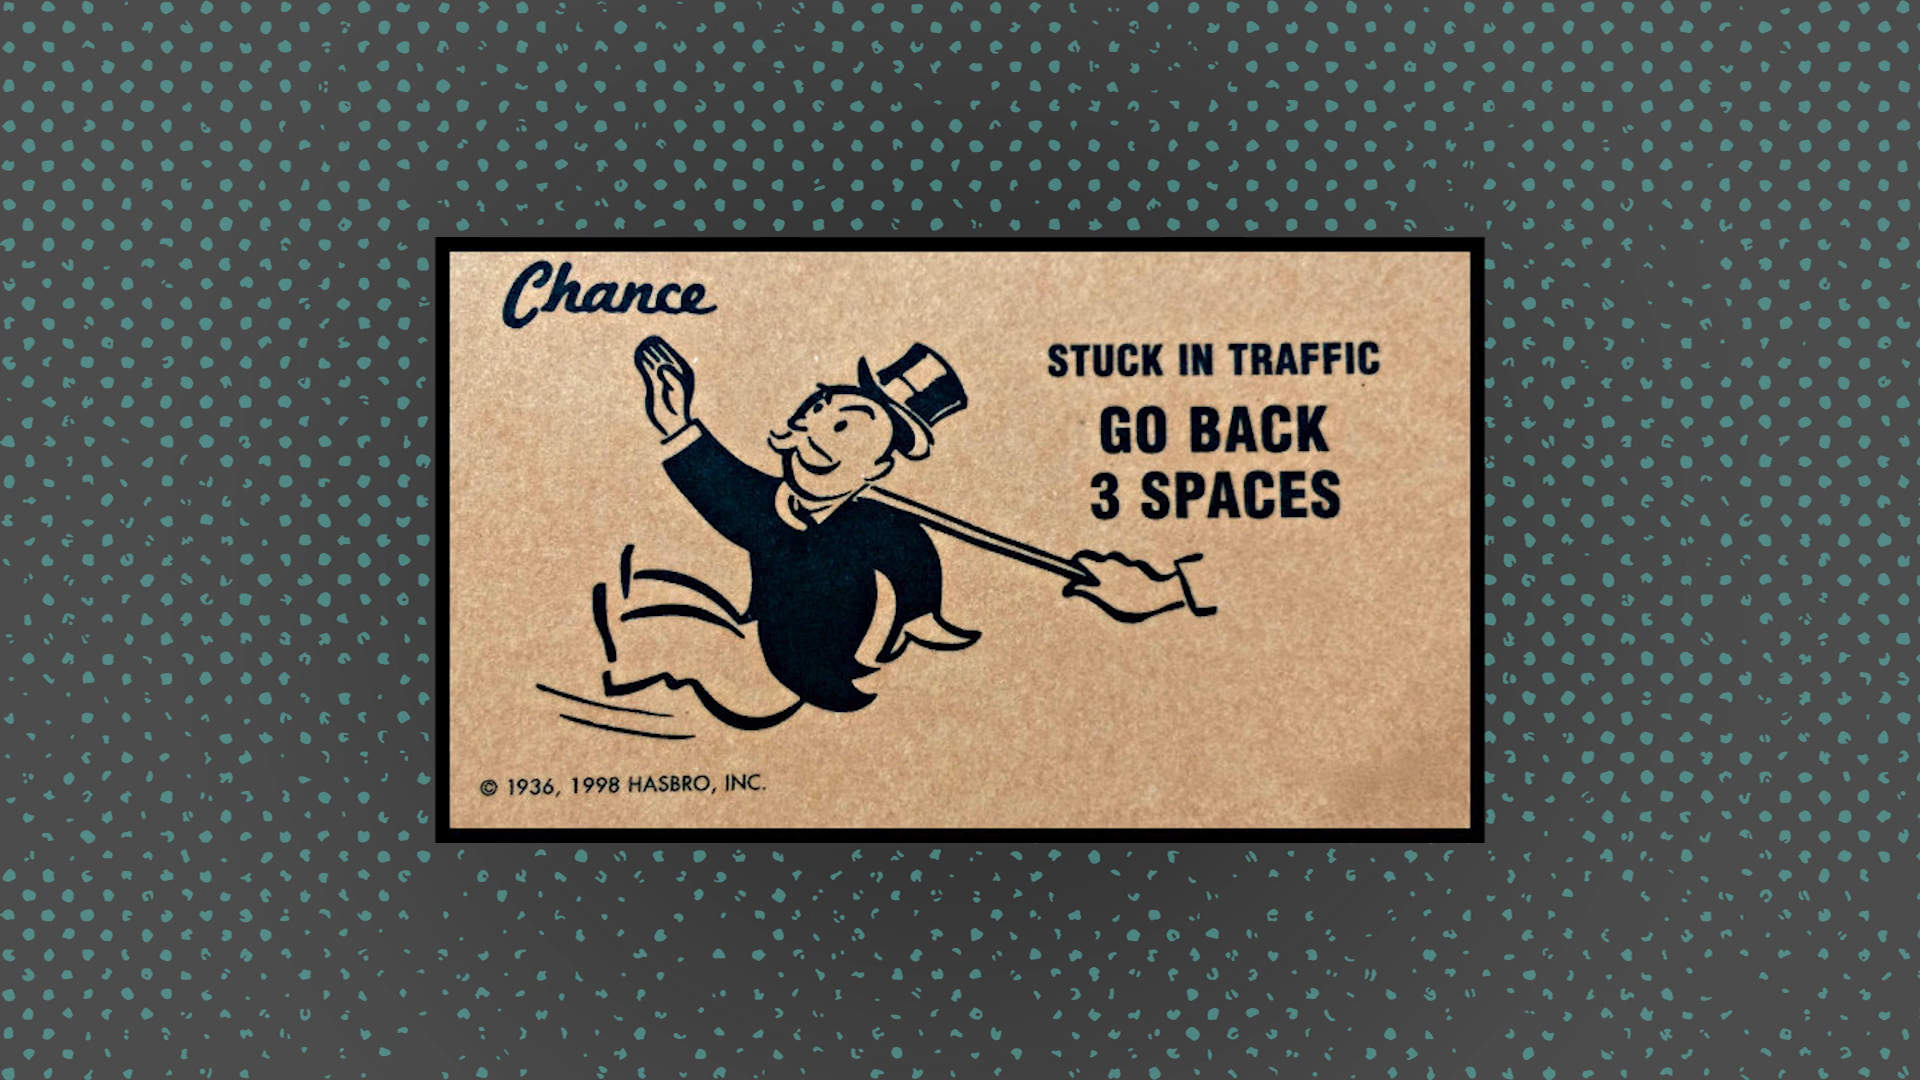 Chance
STUCK IN TRAFFIC
GO BACK
3 SPACES
© 1936, 1998 HASBRO, INC.